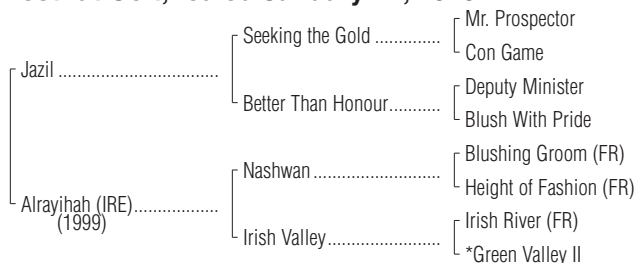 Mr. Prospector
Seeking the Gold ...............
Con Game
Jazil ..................................
Deputy Minister
Better Than Honour...........
Blush With Pride
Blushing Groom (FR)
Nashwan ........................
Height of Fashion (FR)
Alrayihah (IRE)..................
(1999)
Irish River (FR)
Irish Valley......................
*Green Valley II